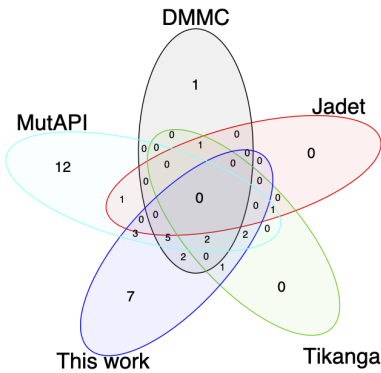 DMMC
1
Jadet
MutAPI
0 0
0 1 0
0 0 0 0
12 0 0 0 0
0 0
1 0 0
0 0 0 1
0 0
3 5 2 2
2 0
1
7 0
This work
Tikanga